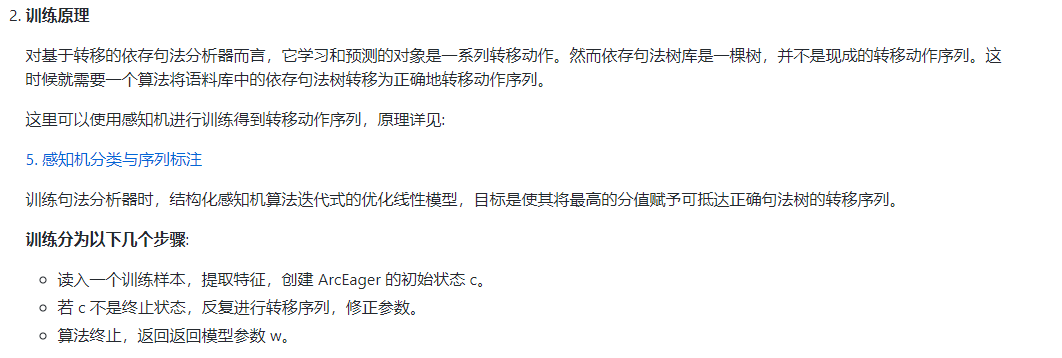 2. 训练原理
对基于转移的依存句法分析器而言，它学习和预测的对象是一系列转移动作。然而依存句法树库是一棵树，并不是现成的转移动作序列。这
时候就需要一个算法将语料库中的依存句法树转移为正确地转移动作序列。
这里可以使用感知机进行训练得到转移动作序列，原理详见:
5. 感知机分类与序列标注
训练句法分析器时，结构化感知机算法迭代式的优化线性模型，目标是使其将最高的分值赋予可抵达正确句法树的转移序列。
训练分为以下几个步骤:
○ 读入一个训练样本，提取特征，创建 ArcEager 的初始状态 c。
○ 若 c 不是终止状态，反复进行转移序列，修正参数。
○ 算法终止，返回返回模型参数 w。